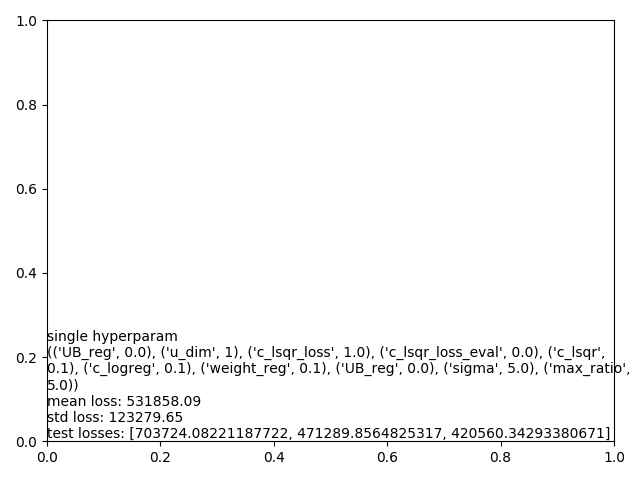 1.0
0.8
0.6
0.4
0.2
0.0
single hyperparam
(('UB_reg', 0.0), ('u_dim', 1), ('c_lsqr_loss', 1.0), ('c_lsqr_loss_eval', 0.0), ('c_lsqr',
0.1), ('c_logreg', 0.1), ('weight_reg', 0.1), ('UB_reg', 0.0), ('sigma', 5.0), ('max_ratio',
5.0))
mean loss: 531858.09
std loss: 123279.65
test losses: [703724.08221187722, 471289.8564825317, 420560.34293380671]
0.0 0.2 0.4 0.6 0.8 1.0